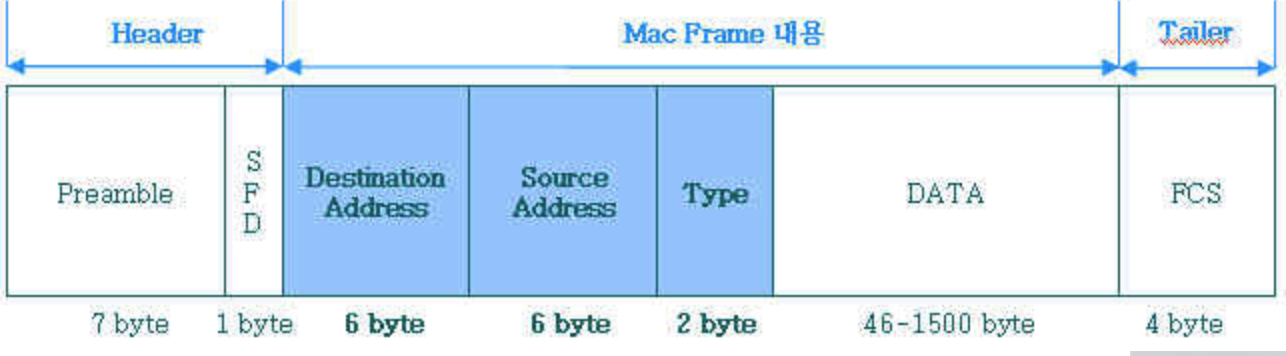 Header
Mac Frame 내용
Tailer
Preamble
S
F
D
Destination
Address
Source
Address
Type
DATA
FCS
7 byte
1 byte
6 byte
6 byte
2 byte
46-1500 byte
4 byte